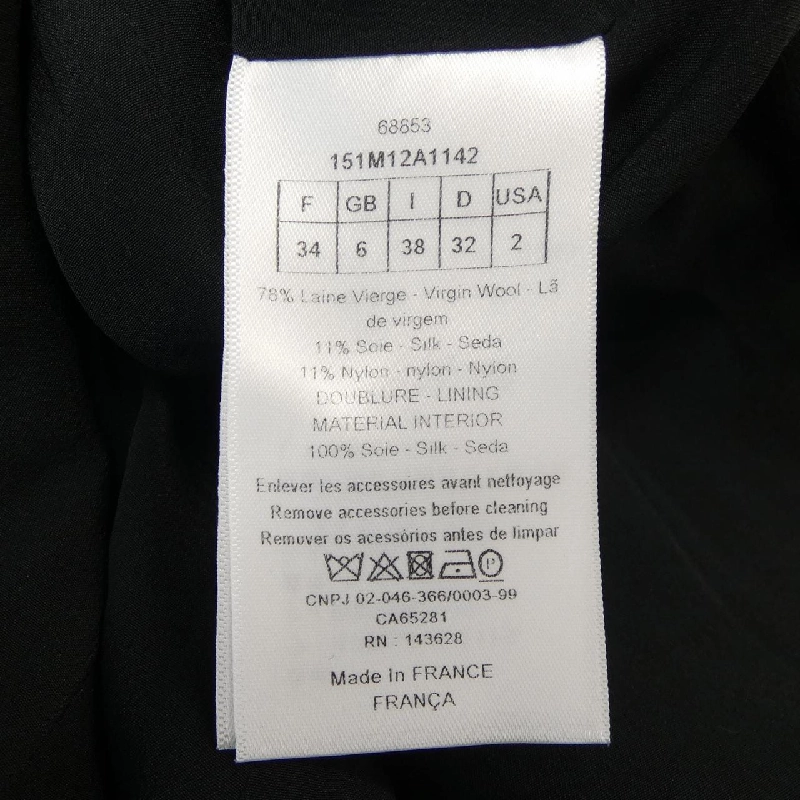 68853
151M12A1142
F GB I D USA
34 6 38 32 2
78% Laine Vierge - Virgin Wool - Lã
de virgem
11% Soie - Silk - Seda
11% Nylon - nylon - Nylon
DOUBLURE - LINING
MATERIAL INTERIOR
100% Soie - Silk - Seda
Enlever les accessoires avant nettoyage
Remove accessories before cleaning
Remover os acessórios antes de limpar
P
CNPJ 02-046-366/0003-99
CA65281
RN : 143628
Made in FRANCE
FRANÇA